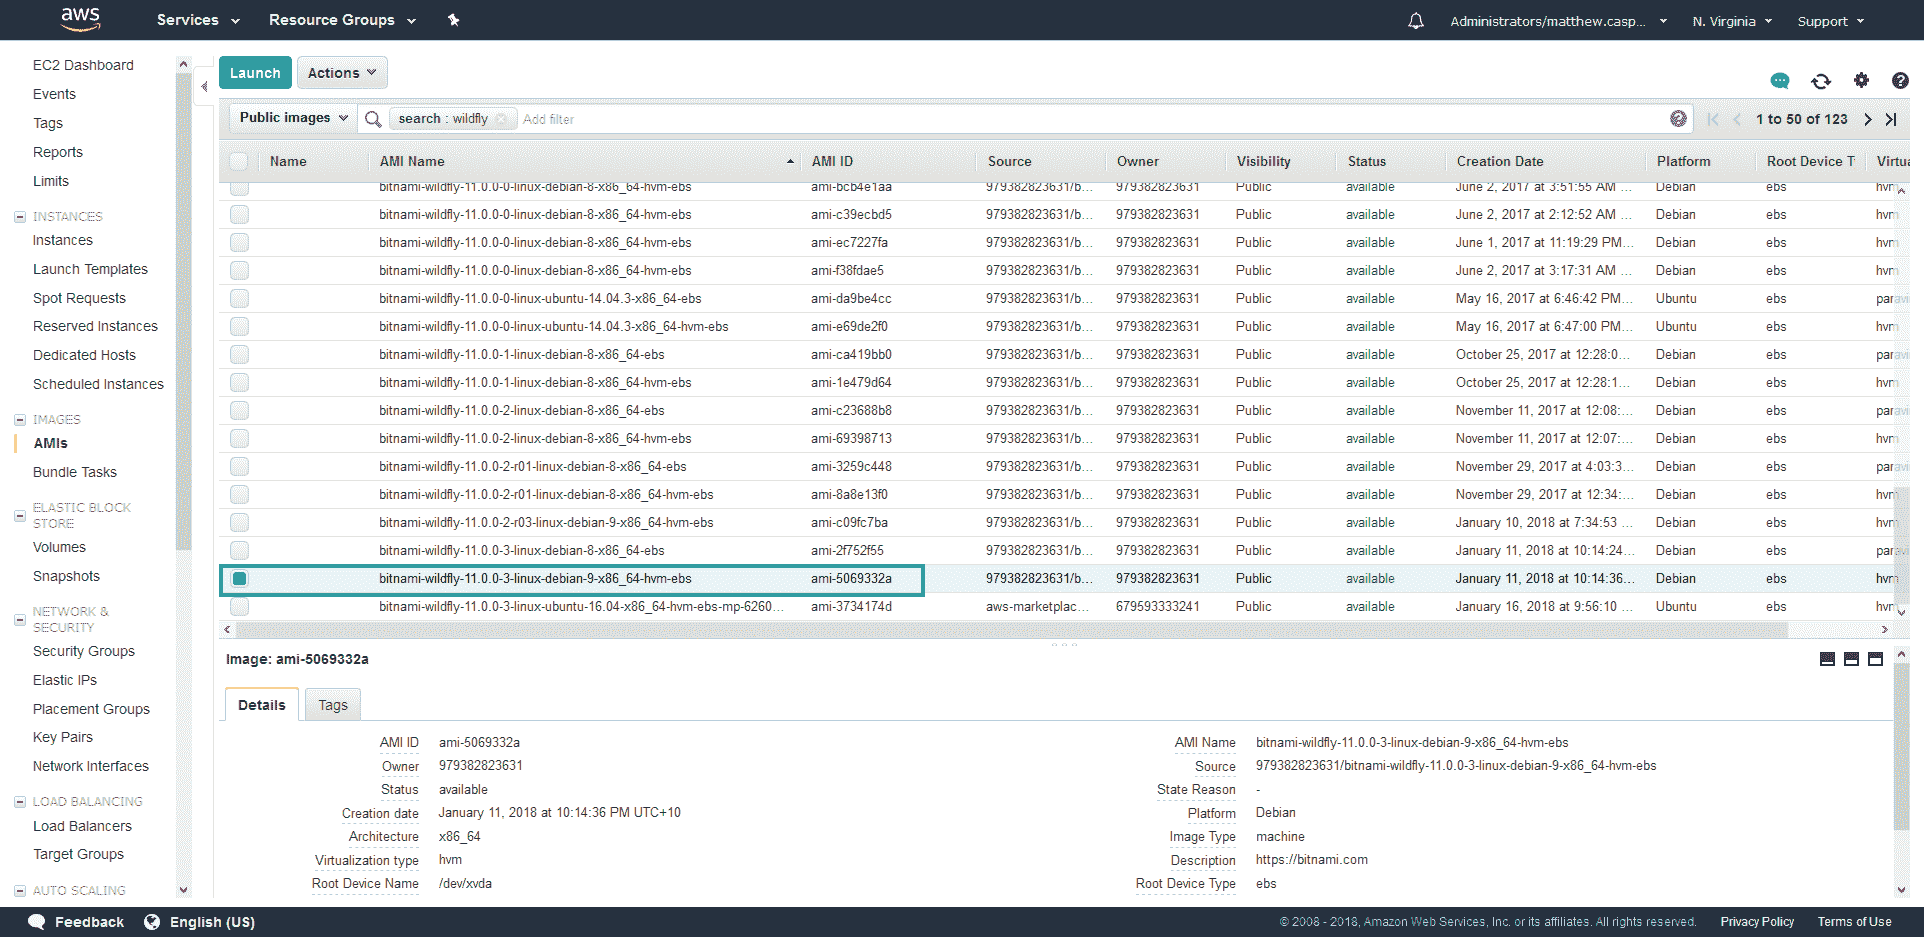 aws Services Resource Groups Administrators/matthew.casp... N. Virginia Support
EC2 Dashboard
Events
Tags
Reports
Limits
INSTANCES
Instances
Launch Templates
Spot Requests
Reserved Instances
Dedicated Hosts
Scheduled Instances
IMAGES
AMIs
Bundle Tasks
ELASTIC BLOCK
STORE
Volumes
Snapshots
NETWORK &
SECURITY
Security Groups
Elastic IPs
Placement Groups
Key Pairs
Network Interfaces
LOAD BALANCING
Load Balancers
Target Groups
AUTO SCALING
Launch Actions
Public images search : wildfly Add filter 1 to 50 of 123
Name AMI Name AMI ID Source Owner Visibility Status Creation Date Platform Root Device T Virtu
bitnami-wildfly-11.0.0-0-linux-debian-8-x86_64-hvm-ebs ami-bcb4e1aa 979382823631/b... 979382823631 Public available June 2, 2017 at 3:51:55 AM ... Debian ebs hvm
bitnami-wildfly-11.0.0-0-linux-debian-8-x86_64-hvm-ebs ami-c39ecbd5 979382823631/b... 979382823631 Public available June 2, 2017 at 2:12:52 AM ... Debian ebs hvm
bitnami-wildfly-11.0.0-0-linux-debian-8-x86_64-hvm-ebs ami-ec7227fa 979382823631/b... 979382823631 Public available June 1, 2017 at 11:19:29 PM... Debian ebs hvm
bitnami-wildfly-11.0.0-0-linux-debian-8-x86_64-hvm-ebs ami-f38fdae5 979382823631/b... 979382823631 Public available June 2, 2017 at 3:17:31 AM ... Debian ebs hvm
bitnami-wildfly-11.0.0-0-linux-ubuntu-14.04.3-x86_64-ebs ami-da9be4cc 979382823631/b... 979382823631 Public available May 16, 2017 at 6:46:42 PM... Ubuntu ebs parav
bitnami-wildfly-11.0.0-0-linux-ubuntu-14.04.3-x86_64-hvm-ebs ami-e69de2f0 979382823631/b... 979382823631 Public available May 16, 2017 at 6:47:00 PM... Ubuntu ebs hvm
bitnami-wildfly-11.0.0-1-linux-debian-8-x86_64-ebs ami-ca419bb0 979382823631/b... 979382823631 Public available October 25, 2017 at 12:28:0... Debian ebs parav
bitnami-wildfly-11.0.0-1-linux-debian-8-x86_64-hvm-ebs ami-1e479d64 979382823631/b... 979382823631 Public available October 25, 2017 at 12:28:1... Debian ebs hvm
bitnami-wildfly-11.0.0-2-linux-debian-8-x86_64-ebs ami-c23688b8 979382823631/b... 979382823631 Public available November 11, 2017 at 12:08:... Debian ebs parav
bitnami-wildfly-11.0.0-2-linux-debian-8-x86_64-hvm-ebs ami-69398713 979382823631/b... 979382823631 Public available November 11, 2017 at 12:07:... Debian ebs hvm
bitnami-wildfly-11.0.0-2-r01-linux-debian-8-x86_64-ebs ami-3259c448 979382823631/b... 979382823631 Public available November 29, 2017 at 4:03:3... Debian ebs parav
bitnami-wildfly-11.0.0-2-r01-linux-debian-8-x86_64-hvm-ebs ami-8a8e13f0 979382823631/b... 979382823631 Public available November 29, 2017 at 12:34:... Debian ebs hvm
bitnami-wildfly-11.0.0-2-r03-linux-debian-9-x86_64-hvm-ebs ami-c09fc7ba 979382823631/b... 979382823631 Public available January 10, 2018 at 7:34:53 ... Debian ebs hvm
bitnami-wildfly-11.0.0-3-linux-debian-8-x86_64-ebs ami-2f752f55 979382823631/b... 979382823631 Public available January 11, 2018 at 10:14:24... Debian ebs parav
bitnami-wildfly-11.0.0-3-linux-debian-9-x86_64-hvm-ebs ami-5069332a 979382823631/b... 979382823631 Public available January 11, 2018 at 10:14:36... Debian ebs hvm
bitnami-wildfly-11.0.0-3-linux-ubuntu-16.04-x86_64-hvm-ebs-mp-6260... ami-3734174d aws-marketplac... 679593333241 Public available January 16, 2018 at 9:56:10 ... Ubuntu ebs hvm
Image: ami-5069332a
Details Tags
AMI ID ami-5069332a AMI Name bitnami-wildfly-11.0.0-3-linux-debian-9-x86_64-hvm-ebs
Owner 979382823631 Source 979382823631/bitnami-wildfly-11.0.0-3-linux-debian-9-x86_64-hvm-ebs
Status available State Reason -
Creation date January 11, 2018 at 10:14:36 PM UTC+10 Platform Debian
Architecture x86_64 Image Type machine
Virtualization type hvm Description https://bitnami.com
Root Device Name /dev/xvda Root Device Type ebs
Feedback English (US) © 2008 - 2018, Amazon Web Services, Inc. or its affiliates. All rights reserved. Privacy Policy Terms of Use